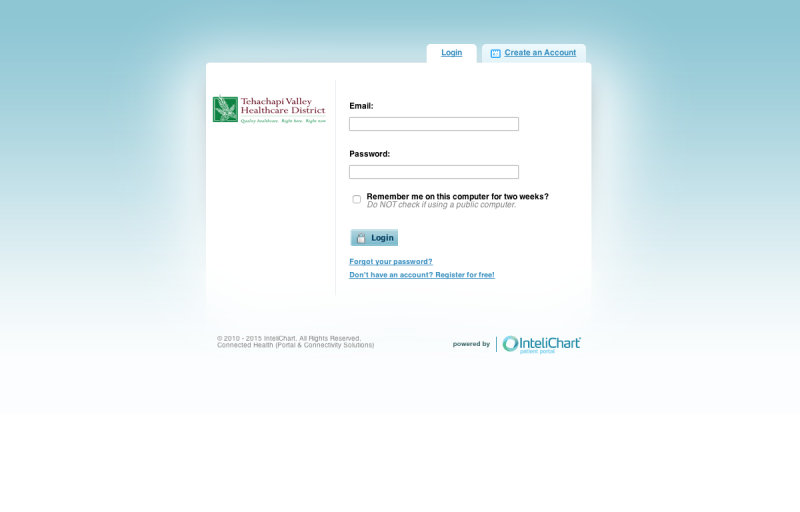 Login
Create an Account
Tehachapi Valley
Healthcare District
Quality healthcare · Right here · Right now
Email:
Password:
Remember me on this computer for two weeks?
Do NOT check if using a public computer.
Login
Forgot your password?
Don't have an account? Register for free!
© 2010 - 2015 InteliChart. All Rights Reserved.
Connected Health (Portal & Connectivity Solutions)
powered by
InteliChart
patient portal